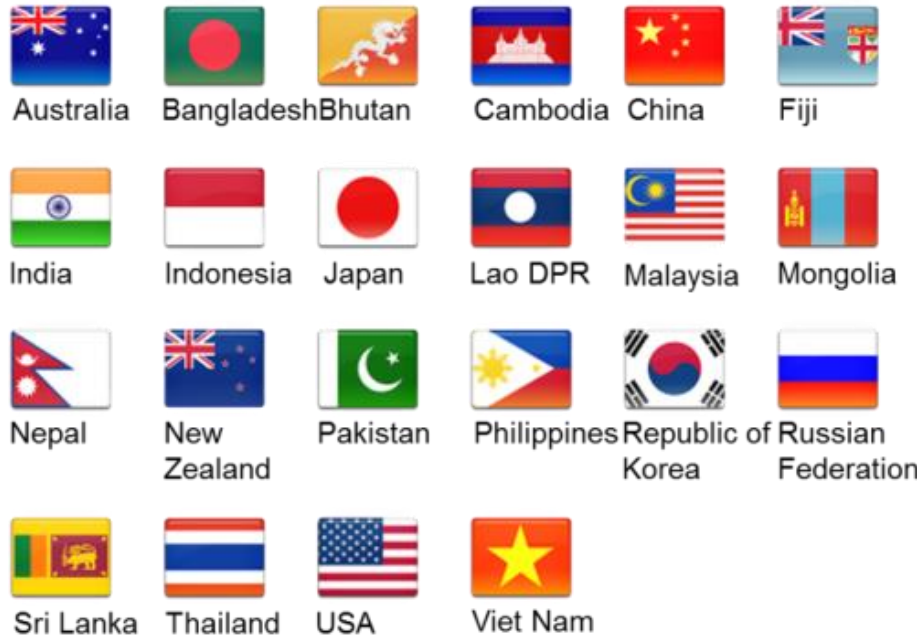 Australia
Bangladesh
Bhutan
Cambodia
China
Fiji
India
Indonesia
Japan
Lao DPR
Malaysia
Mongolia
Nepal
New
Zealand
Pakistan
Philippines
Republic of
Korea
Russian
Federation
Sri Lanka
Thailand
USA
Viet Nam